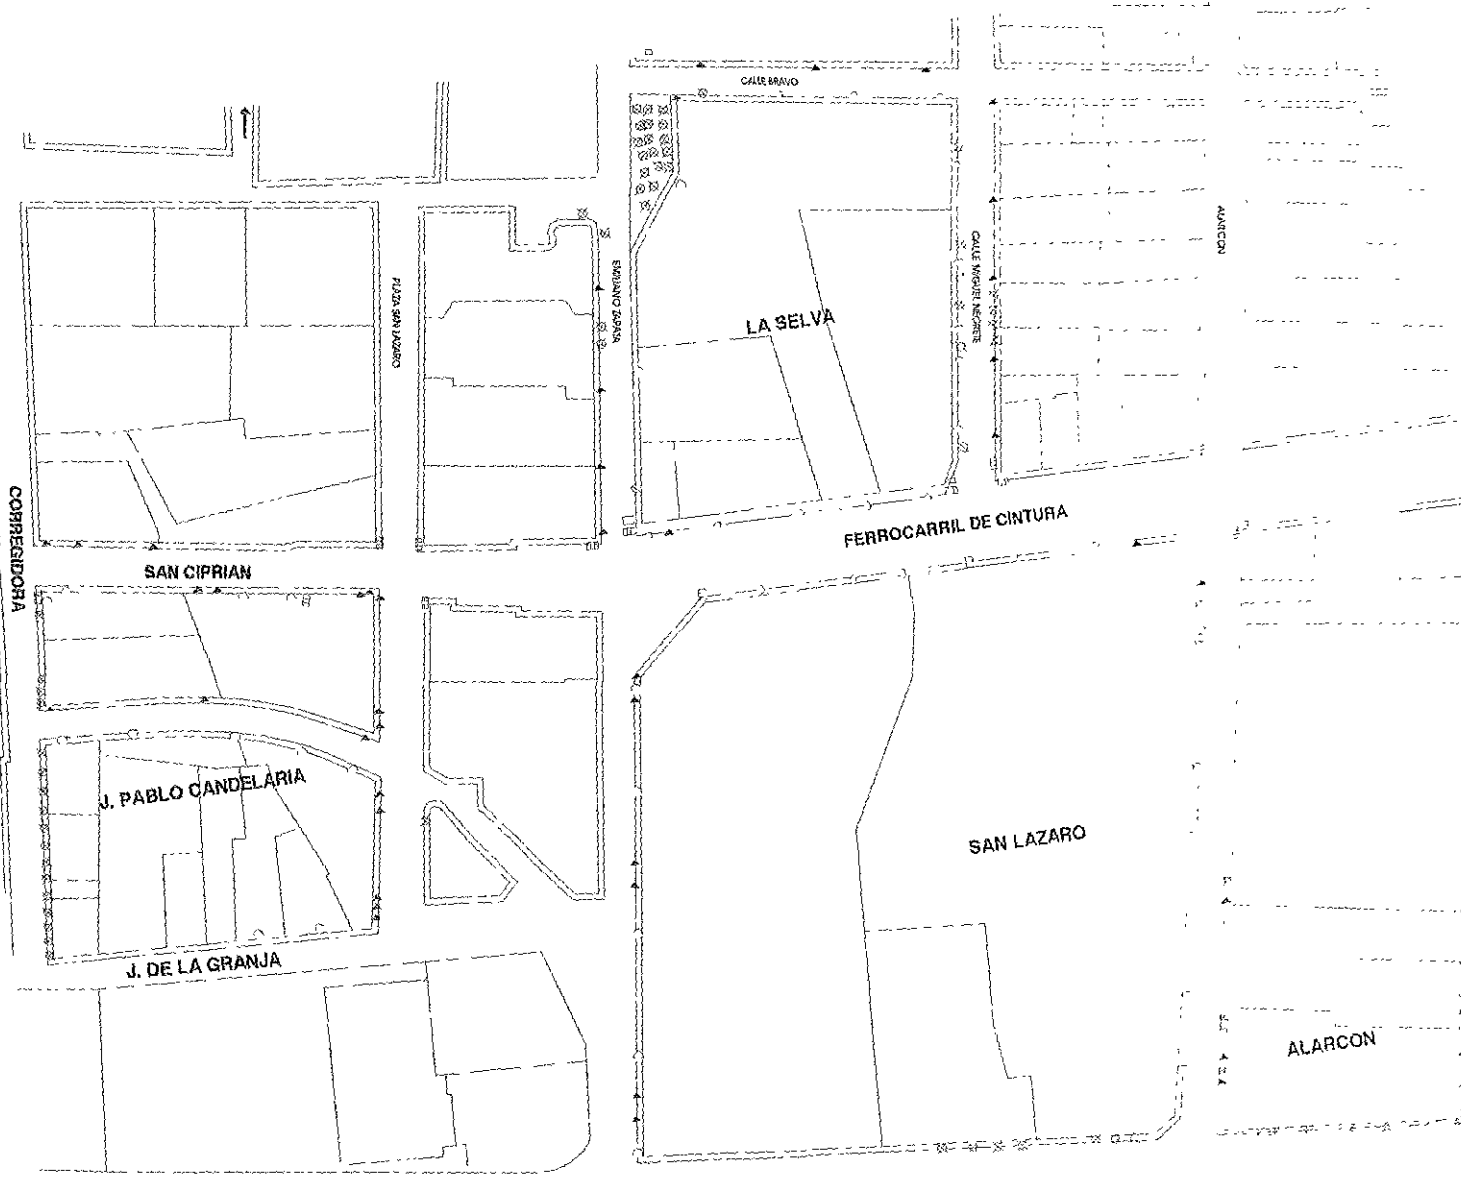 CALLE BRAVO
ALARCON
CALLE MIGUEL NEGRETE
EMILIANO ZAPATA
PLAZA SAN LAZARO
LA SELVA
CORREGIDORA
FERROCARRIL DE CINTURA
SAN CIPRIAN
J. PABLO CANDELARIA
SAN LAZARO
J. DE LA GRANJA
ALARCON